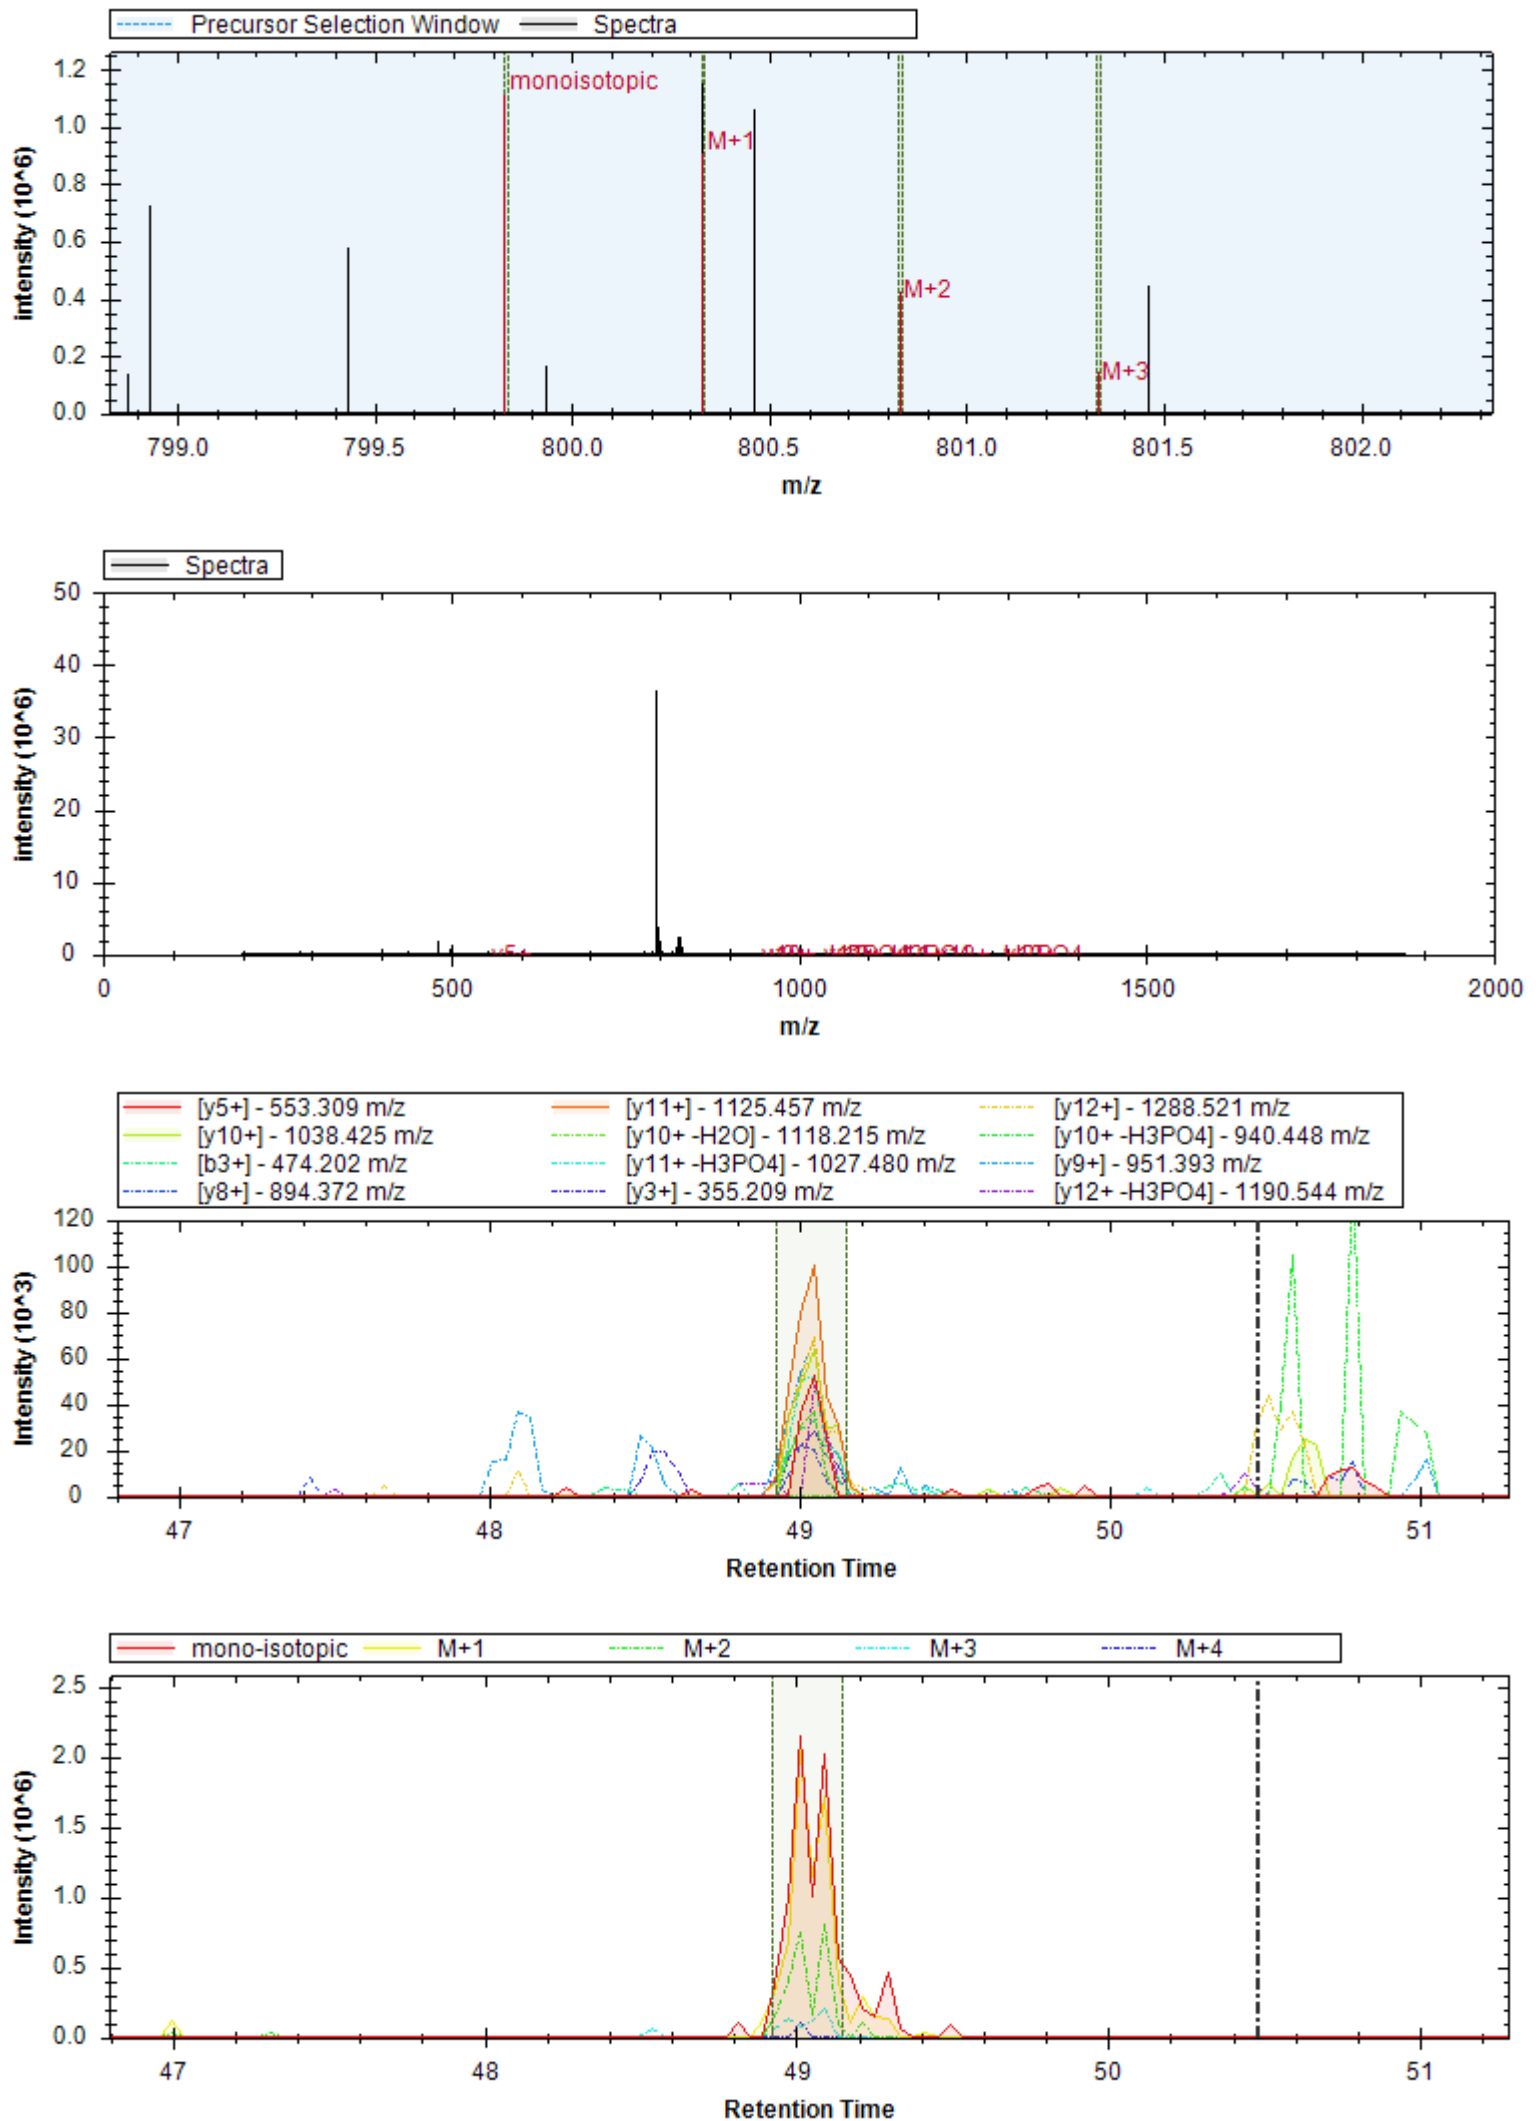 Precursor Selection Window Spectra
1.2
1.0
0.8
0.6
0.4
0.2
0.0
intensity (10^6)
monoisotopic
M+1
M+2
M+3
799.0 799.5 800.0 800.5 801.0 801.5 802.0
m/z
Spectra
50
40
30
20
10
0
intensity (10^6)
y5+
0 500 1000 1500 2000
m/z
[y5+] - 553.309 m/z [y11+] - 1125.457 m/z [y12+] - 1288.521 m/z
[y10+] - 1038.425 m/z [y10+ -H2O] - 1118.215 m/z [y10+ -H3PO4] - 940.448 m/z
[b3+] - 474.202 m/z [y11+ -H3PO4] - 1027.480 m/z [y9+] - 951.393 m/z
[y8+] - 894.372 m/z [y3+] - 355.209 m/z [y12+ -H3PO4] - 1190.544 m/z
120
100
80
60
40
20
0
Intensity (10^3)
47 48 49 50 51
Retention Time
mono-isotopic M+1 M+2 M+3 M+4
2.5
2.0
1.5
1.0
0.5
0.0
Intensity (10^6)
47 48 49 50 51
Retention Time